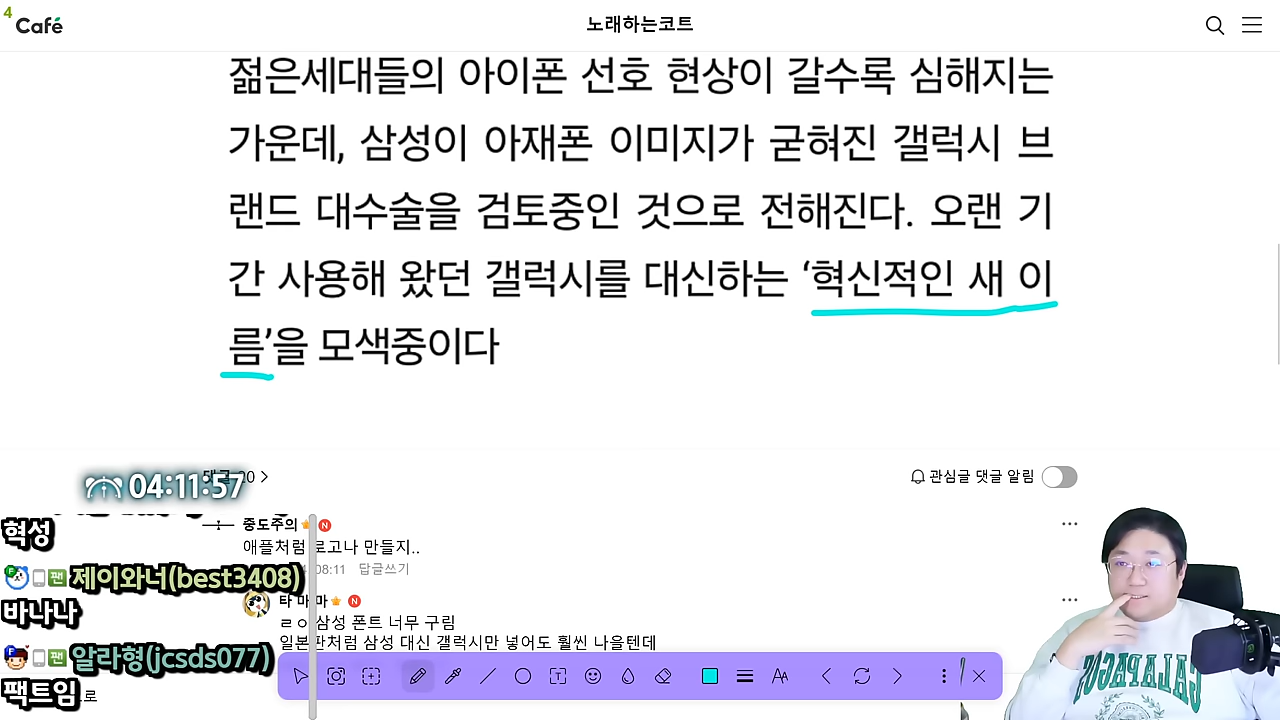 4
Café
노래하는코트
젊은세대들의 아이폰 선호 현상이 갈수록 심해지는
가운데, 삼성이 아재폰 이미지가 굳혀진 갤럭시 브
랜드 대수술을 검토중인 것으로 전해진다. 오랜 기
간 사용해 왔던 갤럭시를 대신하는 ‘혁신적인 새 이
름’을 모색중이다
04:11:57
관심글 댓글 알림
혁성
중도주의 N
애플처럼 로고나 만들지..
08:11 답글쓰기
팬 제이와너(best3408)
바나나
타 마 마 N
ㄹㅇ 삼성 폰트 너무 구림
일본판처럼 삼성 대신 갤럭시만 넣어도 훨씬 나을텐데
팬 알라형(jcsds077)
팩트임